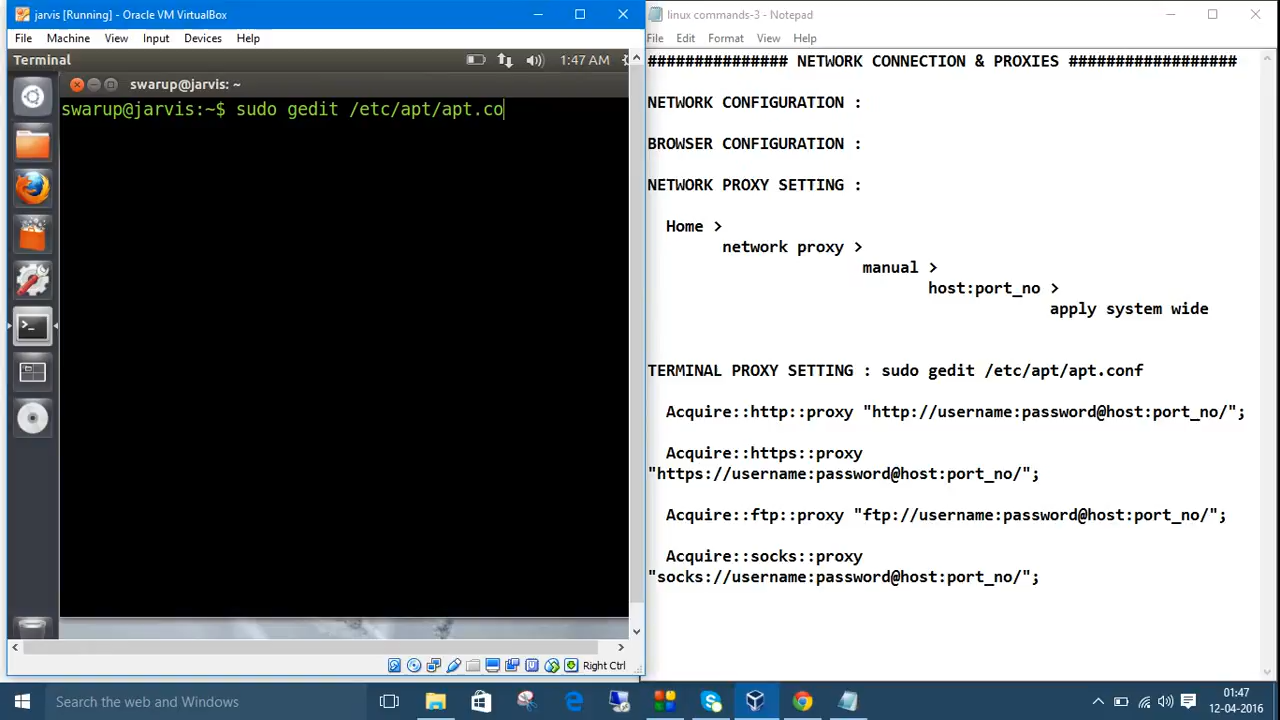 jarvis [Running] - Oracle VM VirtualBox
File Machine View Input Devices Help
Terminal
1:47 AM
swarup@jarvis: ~
swarup@jarvis:~$ sudo gedit /etc/apt/apt.co
Right Ctrl
linux commands-3 - Notepad
File Edit Format View Help
############### NETWORK CONNECTION & PROXIES ##################
NETWORK CONFIGURATION :
BROWSER CONFIGURATION :
NETWORK PROXY SETTING :
Home >
network proxy >
manual >
host:port_no >
apply system wide
TERMINAL PROXY SETTING : sudo gedit /etc/apt/apt.conf
Acquire::http::proxy "http://username:password@host:port_no/";
Acquire::https::proxy
"https://username:password@host:port_no/";
Acquire::ftp::proxy "ftp://username:password@host:port_no/";
Acquire::socks::proxy
"socks://username:password@host:port_no/";
Search the web and Windows
01:47
12-04-2016